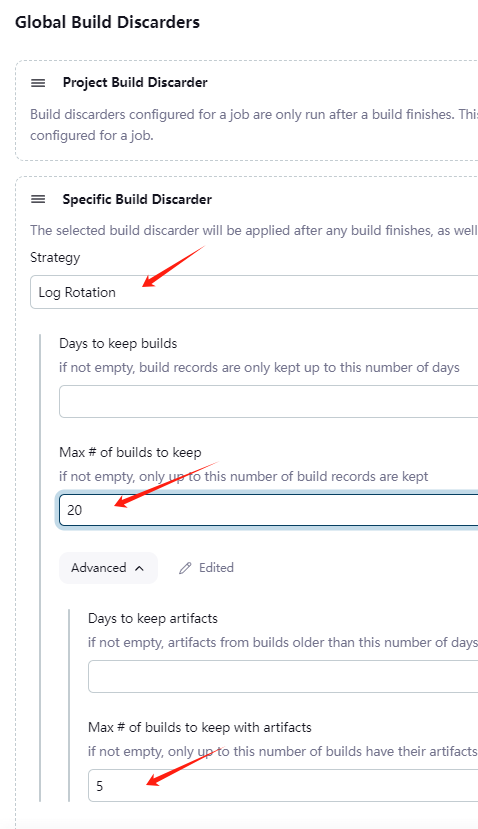 Global Build Discarders
Project Build Discarder
Build discarders configured for a job are only run after a build finishes. This
configured for a job.
Specific Build Discarder
The selected build discarder will be applied after any build finishes, as well
Strategy
Log Rotation
Days to keep builds
if not empty, build records are only kept up to this number of days
Max # of builds to keep
if not empty, only up to this number of build records are kept
20
Advanced
Edited
Days to keep artifacts
if not empty, artifacts from builds older than this number of days
Max # of builds to keep with artifacts
if not empty, only up to this number of builds have their artifacts
5